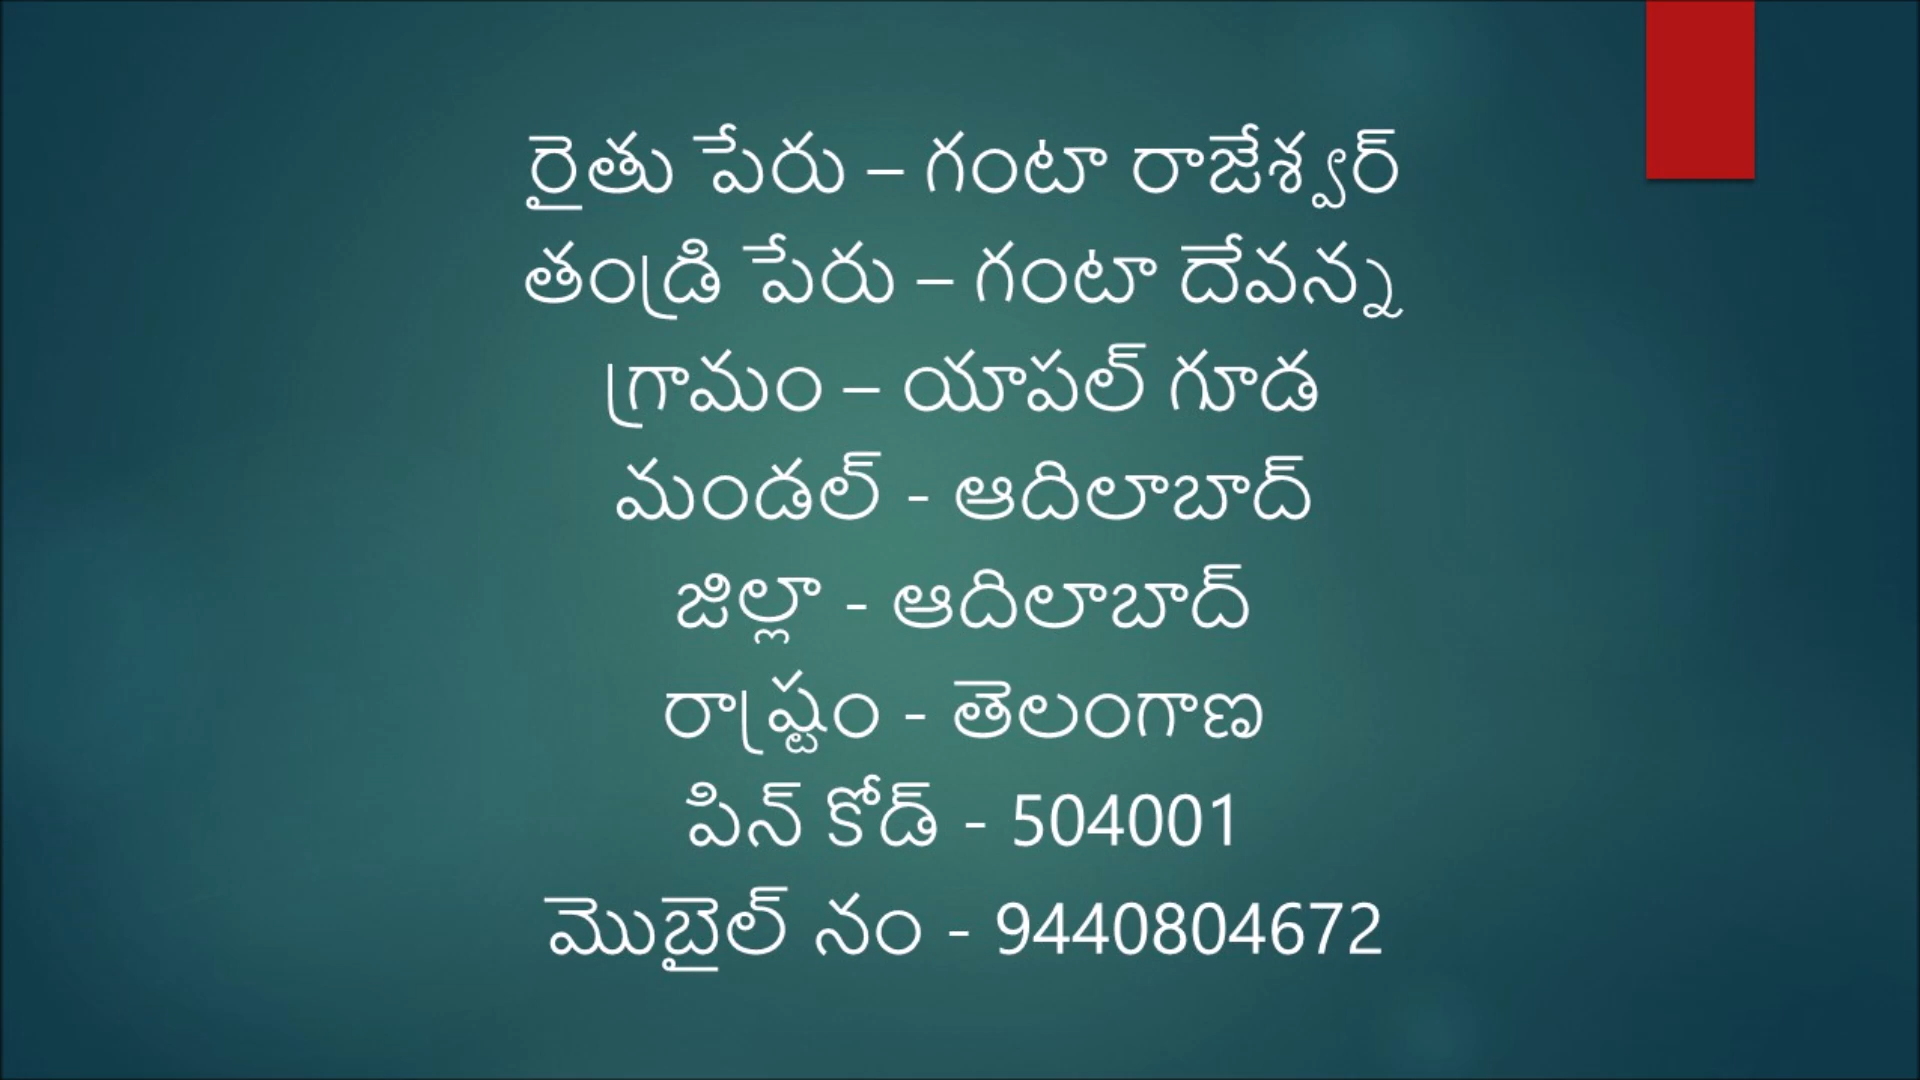 రైతు పేరు – గంటా రాజేశ్వర్
తండ్రి పేరు – గంటా దేవన్న
గ్రామం – యాపల్ గూడ
మండల్ - ఆదిలాబాద్
జిల్లా - ఆదిలాబాద్
రాష్ట్రం - తెలంగాణ
పిన్ కోడ్ - 504001
మొబైల్ నం - 9440804672